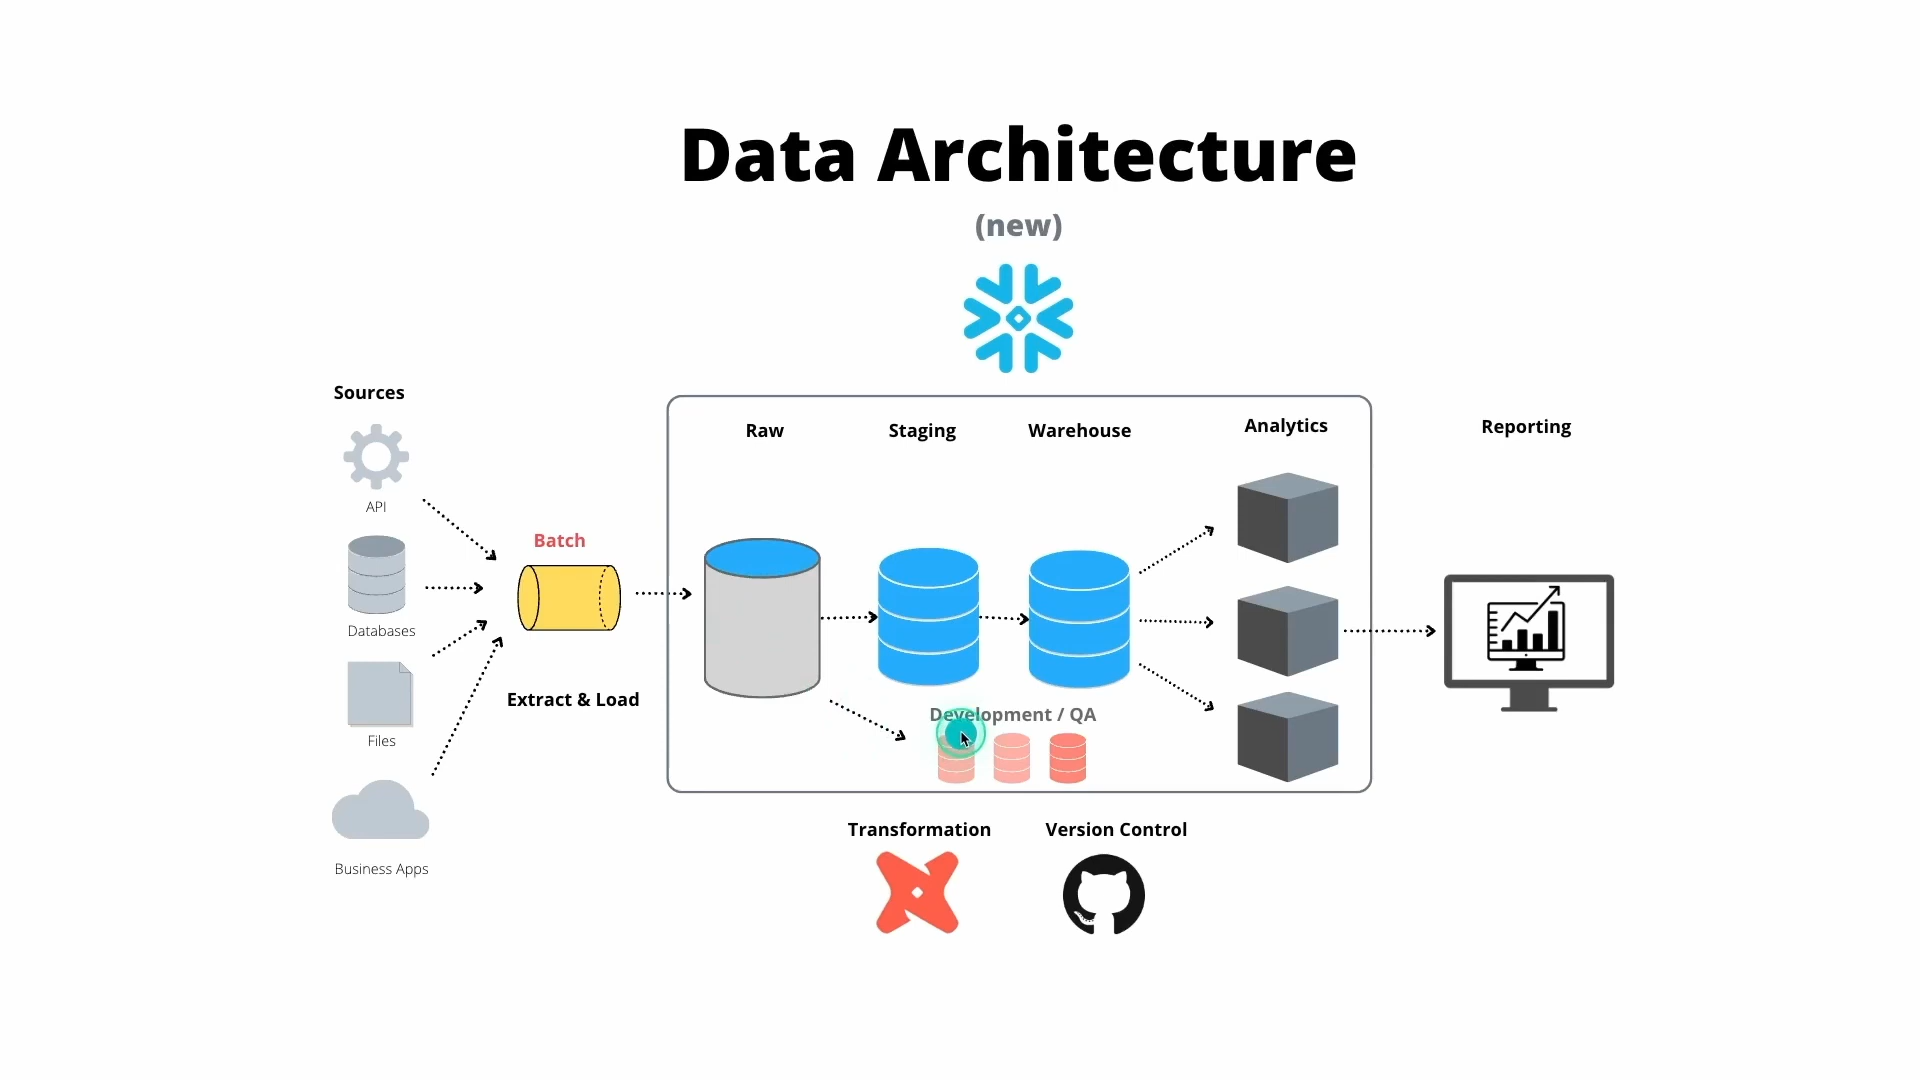 Data Architecture
(new)
Sources
API
Databases
Files
Business Apps
Batch
Extract & Load
Raw
Staging
Warehouse
Analytics
Development / QA
Reporting
Transformation
Version Control